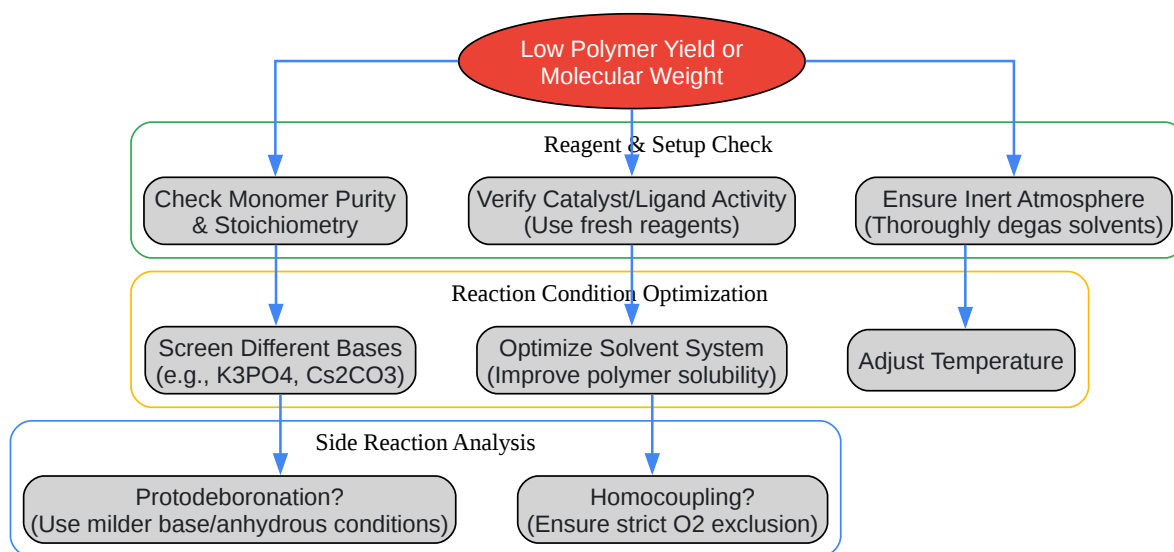 Low Polymer Yield or
Molecular Weight
Reagent & Setup Check
Check Monomer Purity
& Stoichiometry
Verify Catalyst/Ligand Activity
(Use fresh reagents)
Ensure Inert Atmosphere
(Thoroughly degas solvents)
Reaction Condition Optimization
Screen Different Bases
(e.g., K3PO4, Cs2CO3)
Optimize Solvent System
(Improve polymer solubility)
Adjust Temperature
Side Reaction Analysis
Protodeboronation?
(Use milder base/anhydrous conditions)
Homocoupling?
(Ensure strict O2 exclusion)